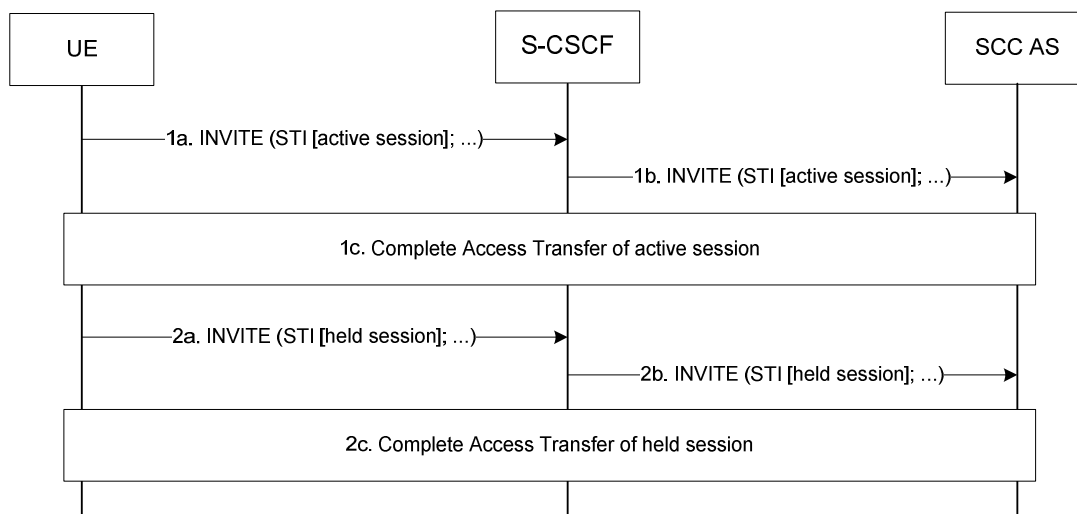 UE
S-CSCF
SCC AS
1a. INVITE (STI [active session]; ...)
1b. INVITE (STI [active session]; ...)
1c. Complete Access Transfer of active session
2a. INVITE (STI [held session]; ...)
2b. INVITE (STI [held session]; ...)
2c. Complete Access Transfer of held session